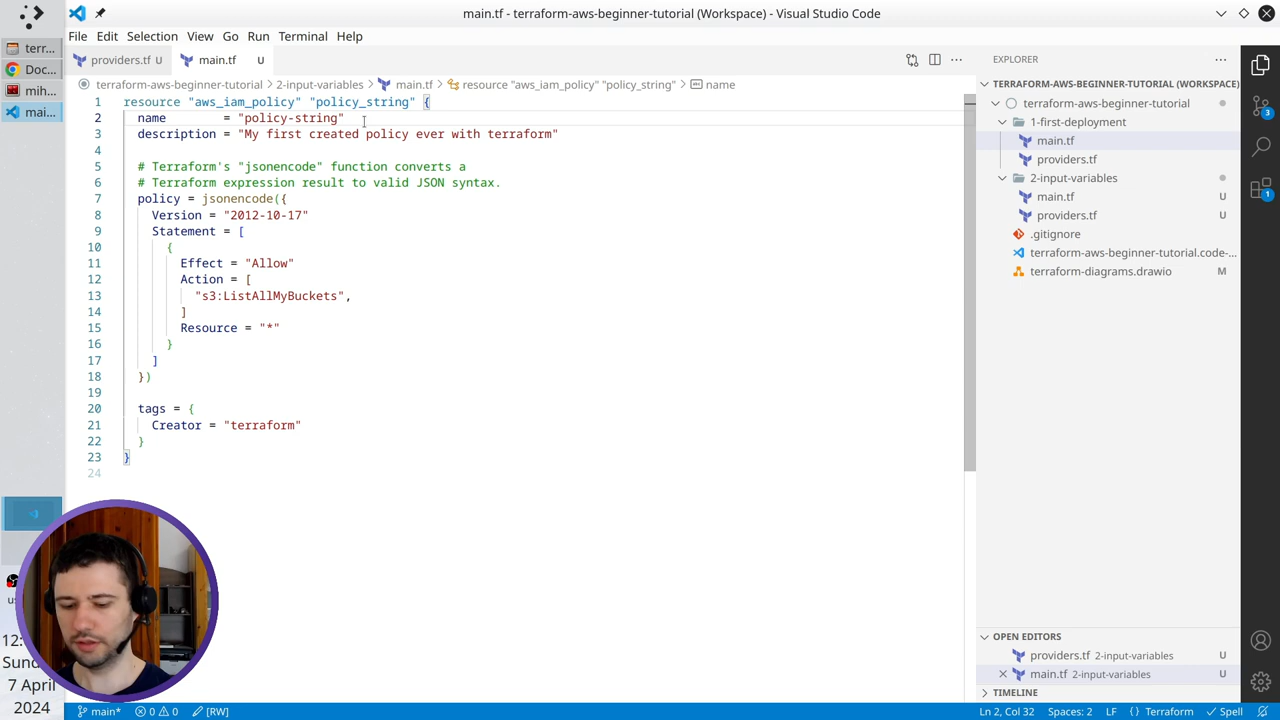 main.tf - terraform-aws-beginner-tutorial (Workspace) - Visual Studio Code
File Edit Selection View Go Run Terminal Help
terr...
Doc...
mih...
mai...
providers.tf U
main.tf U
terraform-aws-beginner-tutorial > 2-input-variables > main.tf > resource "aws_iam_policy" "policy_string" > name
1 resource "aws_iam_policy" "policy_string" {
2 name = "policy-string"
3 description = "My first created policy ever with terraform"
4
5 # Terraform's "jsonencode" function converts a
6 # Terraform expression result to valid JSON syntax.
7 policy = jsonencode({
8 Version = "2012-10-17"
9 Statement = [
10 {
11 Effect = "Allow"
12 Action = [
13 "s3:ListAllMyBuckets",
14 ]
15 Resource = "*"
16 }
17 ]
18 })
19
20 tags = {
21 Creator = "terraform"
22 }
23 }
24
EXPLORER
TERRAFORM-AWS-BEGINNER-TUTORIAL (WORKSPACE)
terraform-aws-beginner-tutorial
1-first-deployment
main.tf
providers.tf
2-input-variables
main.tf U
providers.tf U
.gitignore
terraform-aws-beginner-tutorial.code-...
terraform-diagrams.drawio M
OPEN EDITORS
providers.tf 2-input-variables U
main.tf 2-input-variables U
TIMELINE
1
1
12:
Sund
7 April
2024
main* 0 0 [RW]
Ln 2, Col 32 Spaces: 2 LF {} Terraform Spell